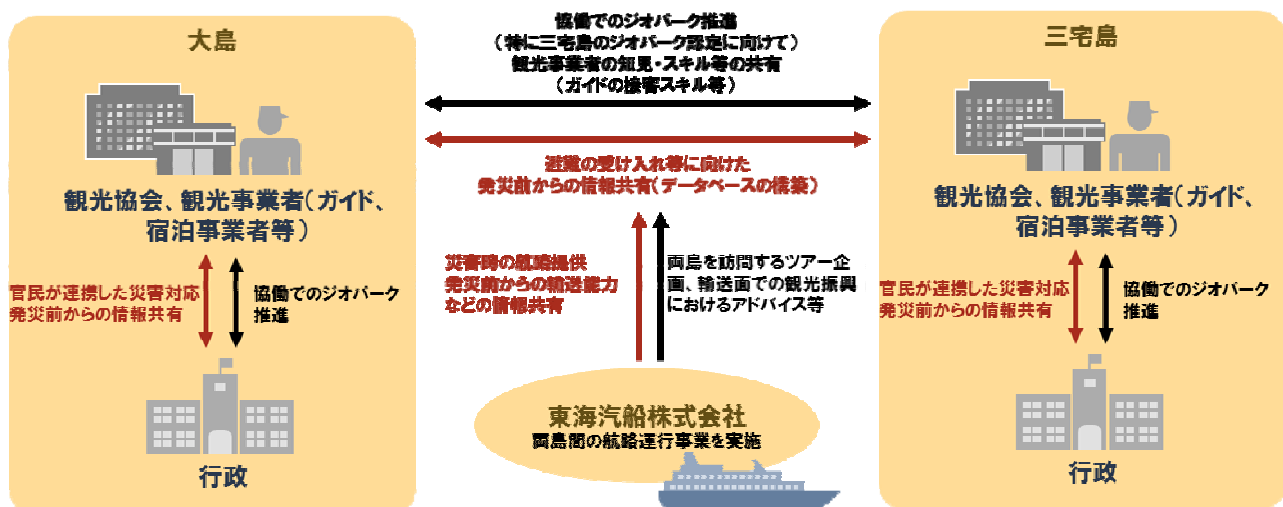 大島
観光協会、観光事業者(ガイド、
宿泊事業者等)
官民が連携した災害対応
発災前からの情報共有
協働でのジオパーク
推進
行政
協働でのジオパーク推進
(特に三宅島のジオパーク認定に向けて)
観光事業者の知見・スキル等の共有
(ガイドの接客スキル等)
避難の受け入れ等に向けた
発災前からの情報共有(データベースの構築)
災害時の航路提供
発災前からの輸送能力
などの情報共有
両島を訪問するツアー企
画、輸送面での観光振興
におけるアドバイス等
東海汽船株式会社
両島間の航路運行事業を実施
三宅島
観光協会、観光事業者(ガイド、
宿泊事業者等)
官民が連携した災害対応
発災前からの情報共有
協働でのジオパーク
推進
行政